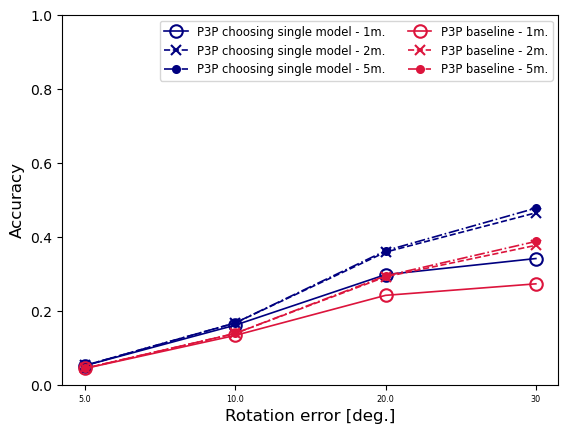 1.0
P3P choosing single model - 1m.
P3P choosing single model - 2m.
P3P choosing single model - 5m.
P3P baseline - 1m.
P3P baseline - 2m.
P3P baseline - 5m.
0.8
0.6
0.4
0.2
0.0
Accuracy
5.0
10.0
20.0
30
Rotation error [deg.]